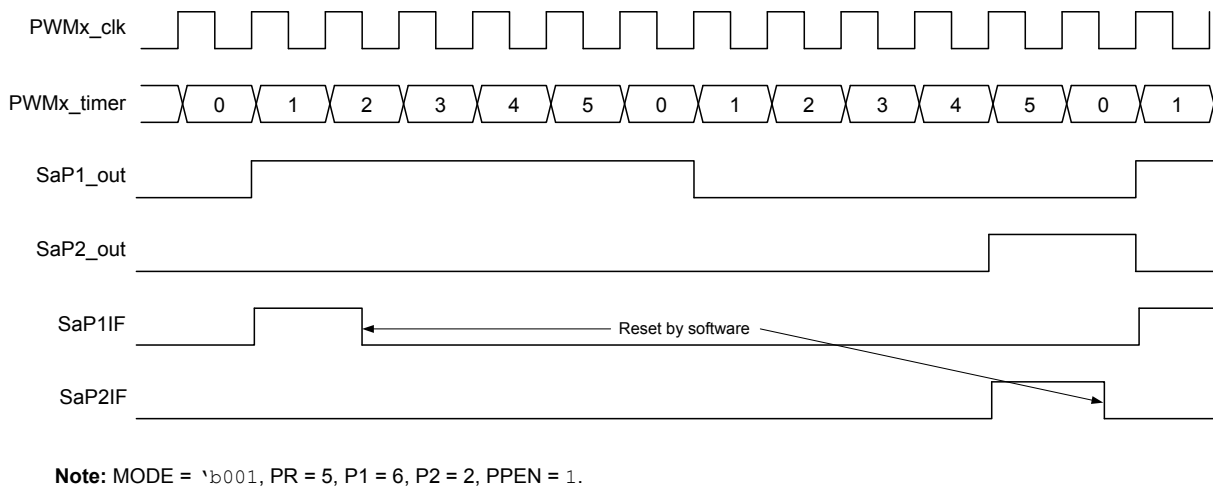 PWMx_clk
PWMx_timer
0 1 2 3 4 5 0 1 2 3 4 5 0 1
SaP1_out
SaP2_out
SaP1IF
Reset by software
SaP2IF
Note: MODE = ‘b001, PR = 5, P1 = 6, P2 = 2, PPEN = 1.